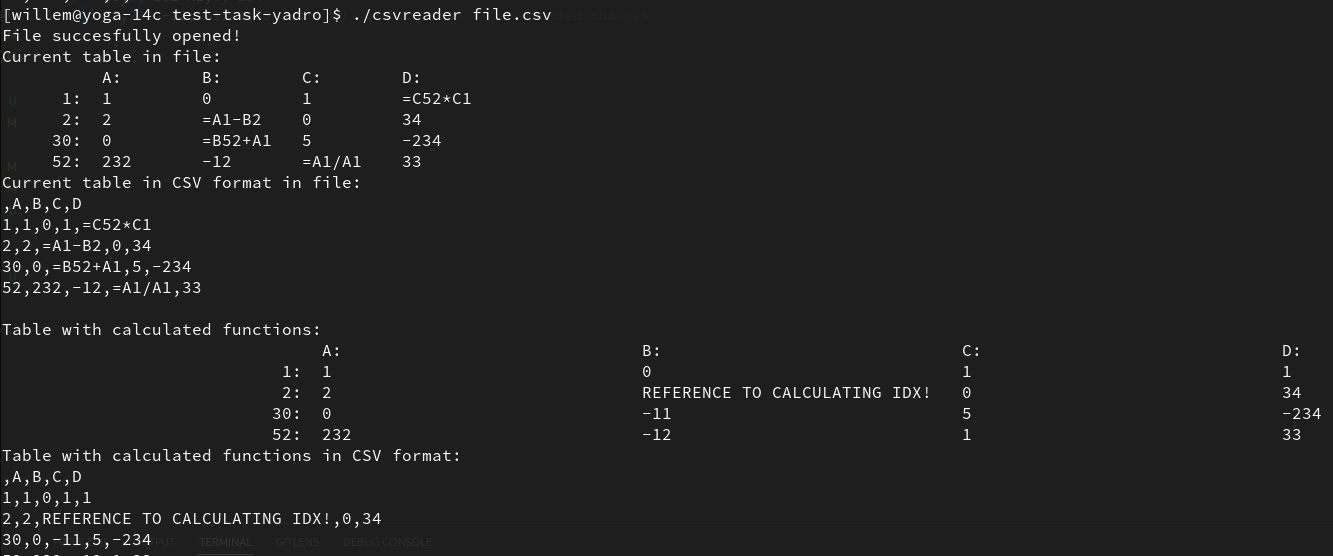 [willem@yoga-14c test-task-yadro]$ ./csvreader file.csv
File succesfully opened!
Current table in file:
A: B: C: D:
1: 1 0 1 =C52*C1
2: 2 =A1-B2 0 34
30: 0 =B52+A1 5 -234
52: 232 -12 =A1/A1 33
Current table in CSV format in file:
,A,B,C,D
1,1,0,1,=C52*C1
2,2,=A1-B2,0,34
30,0,=B52+A1,5,-234
52,232,-12,=A1/A1,33
Table with calculated functions:
A: B: C: D:
1: 1 0 1 1
2: 2 REFERENCE TO CALCULATING IDX! 0 34
30: 0 -11 5 -234
52: 232 -12 1 33
Table with calculated functions in CSV format:
,A,B,C,D
1,1,0,1,1
2,2,REFERENCE TO CALCULATING IDX!,0,34
30,0,-11,5,-234
TERMINAL GITLENS DEBUG CONSOLE